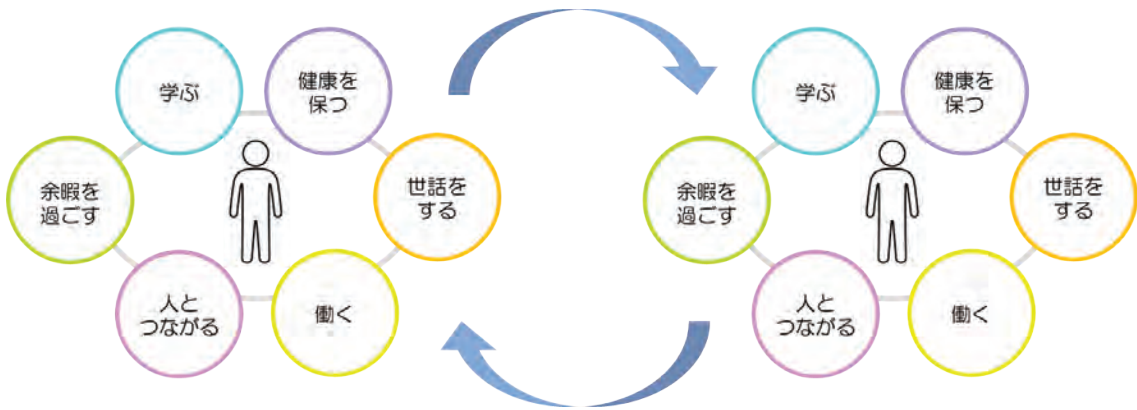 学ぶ
健康を
保つ
余暇を
過ごす
世話を
する
人と
つながる
働く
学ぶ
健康を
保つ
余暇を
過ごす
世話を
する
人と
つながる
働く